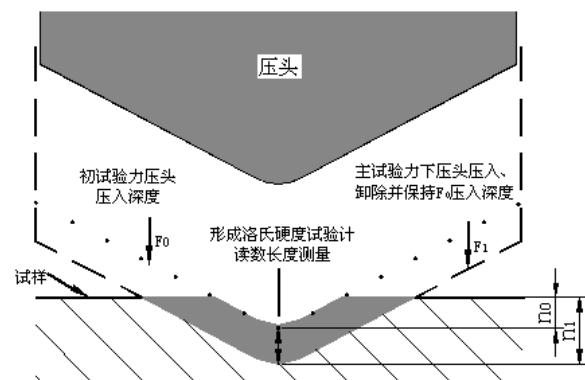 压头
初试验力压头
压入深度
主试验力下压头压入、
卸除并保持F₀压入深度
F₀
形成洛氏硬度试验计
读数长度测量
F₁
试样
n₀
n₁